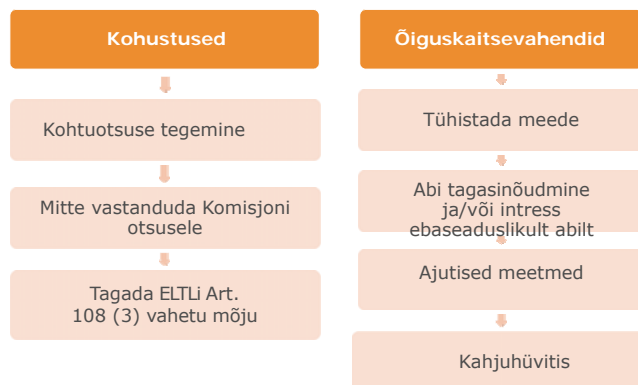 Kohustused
Kohtuotsuse tegemine
Mitte vastanduda Komisjoni
otsusele
Tagada ELTLi Art.
108 (3) vahetu mõju
Õiguskaitsevahendid
Tühistada meede
Abi tagasinõudmine
ja/või intress
ebaseaduslikult abilt
Ajutised meetmed
Kahjuhüvitis